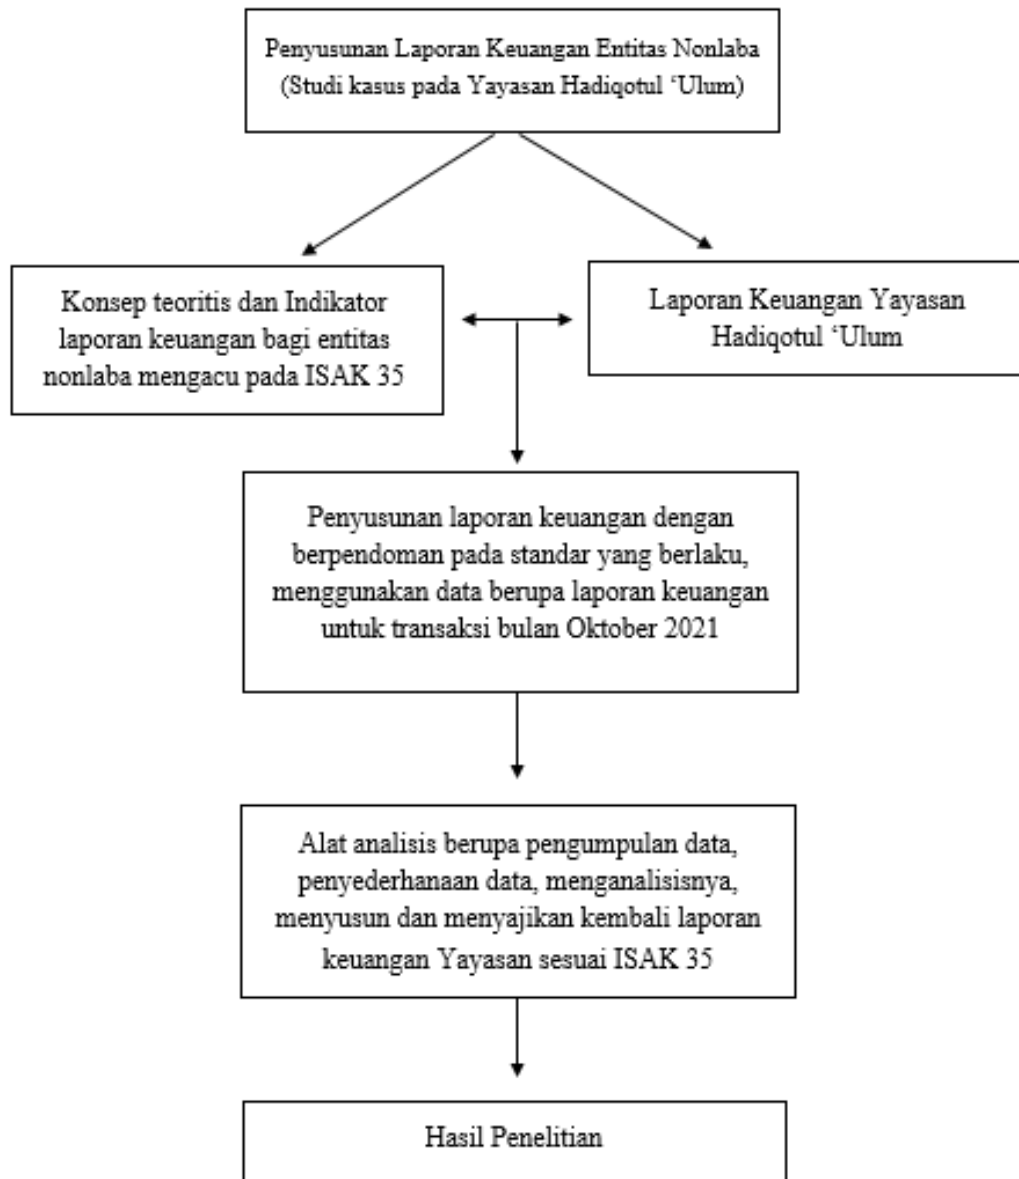 Penyusunan Laporan Keuangan Entitas Nonlaba
(Studi kasus pada Yayasan Hadiqotul ‘Ulum)
Konsep teoritis dan Indikator
laporan keuangan bagi entitas
nonlaba mengacu pada ISAK 35
Laporan Keuangan Yayasan
Hadiqotul ‘Ulum
Penyusunan laporan keuangan dengan
berpendoman pada standar yang berlaku,
menggunakan data berupa laporan keuangan
untuk transaksi bulan Oktober 2021
Alat analisis berupa pengumpulan data,
penyederhanaan data, menganalisisnya,
menyusun dan menyajikan kembali laporan
keuangan Yayasan sesuai ISAK 35
Hasil Penelitian